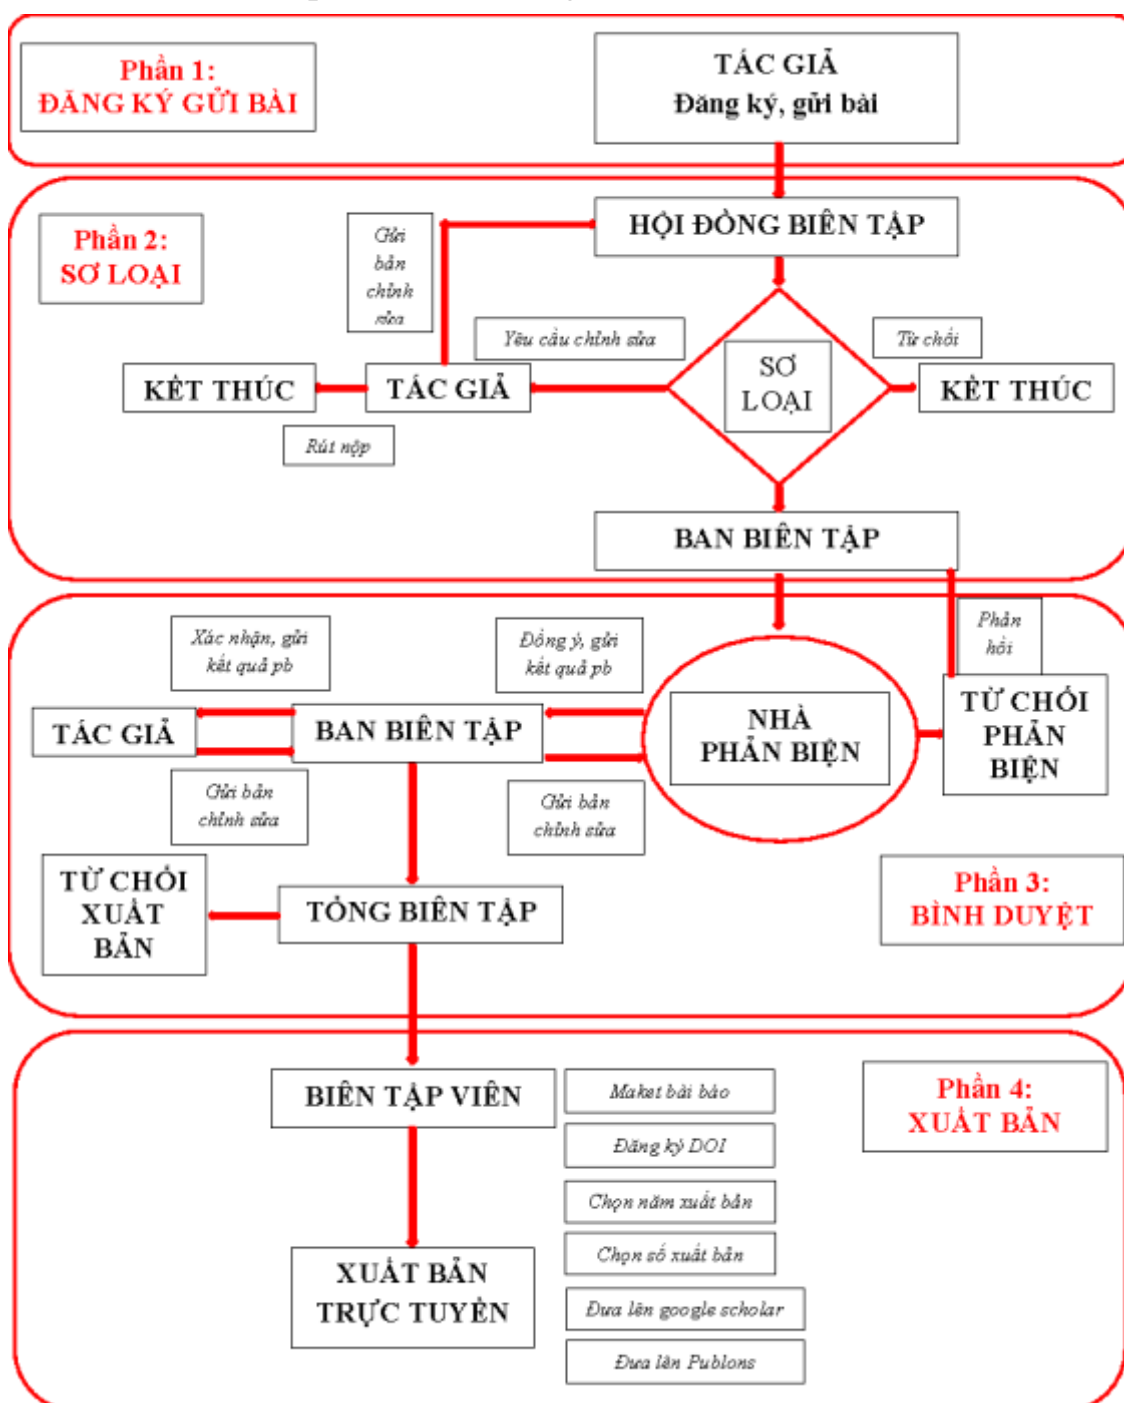 Phần 1:
ĐĂNG KÝ GỬI BÀI
TÁC GIẢ
Đăng ký, gửi bài
Phần 2:
SƠ LOẠI
HỘI ĐỒNG BIÊN TẬP
Gửi
bản
chỉnh
sửa
Yêu cầu chỉnh sửa
Từ chối
SƠ
LOẠI
KẾT THÚC
TÁC GIẢ
KẾT THÚC
Rút nộp
BAN BIÊN TẬP
Xác nhận, gửi
kết quả pb
Đồng ý, gửi
kết quả pb
Phản
hồi
TÁC GIẢ
BAN BIÊN TẬP
NHÀ
PHẢN BIỆN
TỪ CHỐI
PHẢN
BIỆN
Gửi bản
chỉnh sửa
Gửi bản
chỉnh sửa
TỪ CHỐI
XUẤT
BẢN
TỔNG BIÊN TẬP
Phần 3:
BÌNH DUYỆT
BIÊN TẬP VIÊN
Maket bài báo
Phần 4:
XUẤT BẢN
Đăng ký DOI
Chọn năm xuất bản
Chọn số xuất bản
XUẤT BẢN
TRỰC TUYẾN
Đưa lên google scholar
Đưa lên Publons